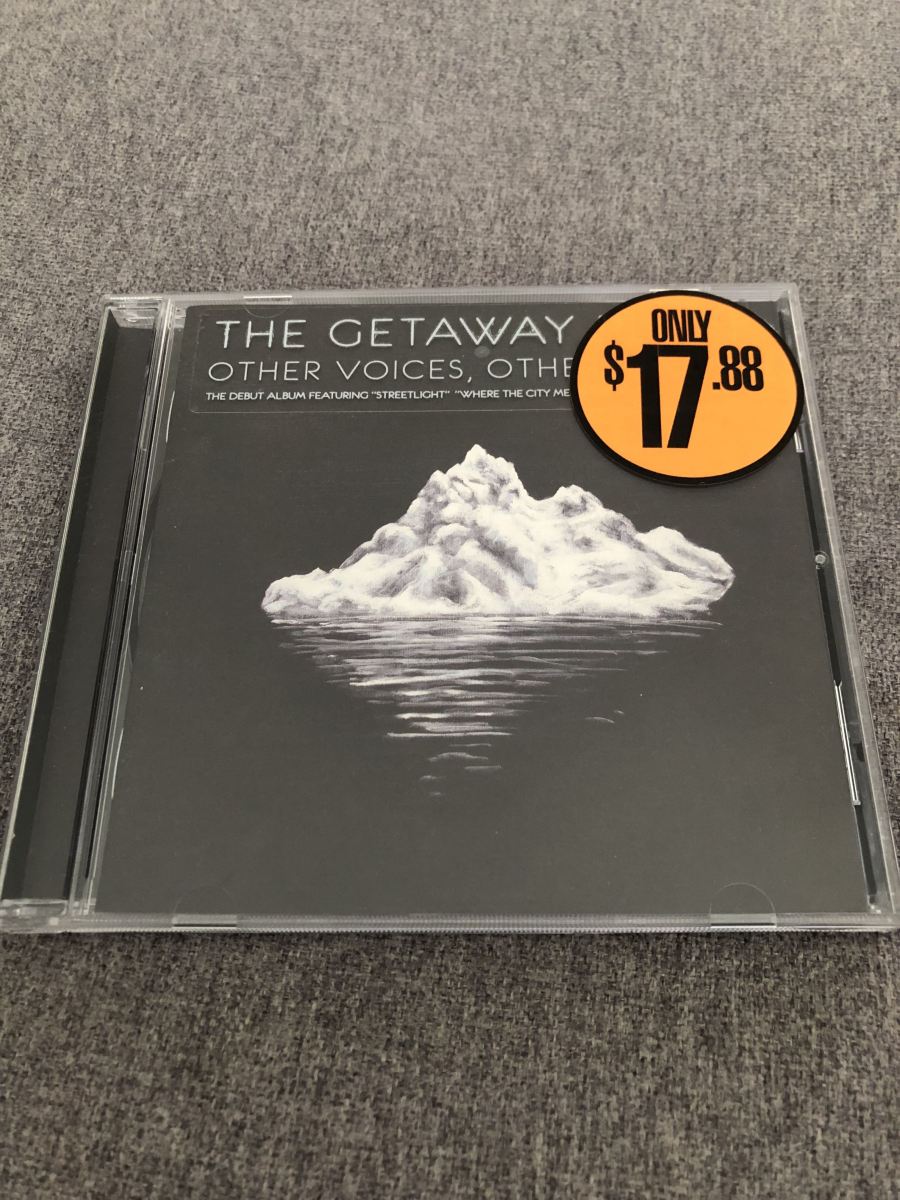 THE GETAWAY
OTHER VOICES, OTHE
THE DEBUT ALBUM FEATURING "STREETLIGHT" "WHERE THE CITY ME
ONLY
$17.88